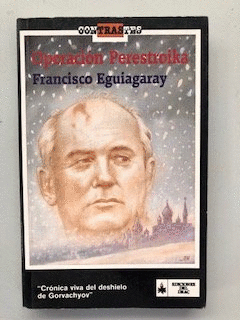 CONTRASTES
Operación Perestroika
Francisco Eguiagaray
"Crónica viva del deshielo
de Gorvachyov"